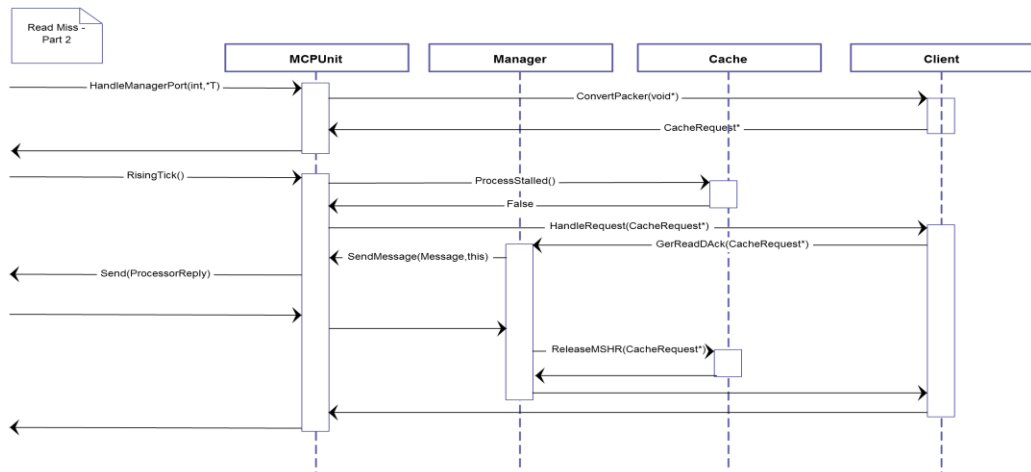 Read Miss -
Part 2
MCPUnit
Manager
Cache
Client
HandleManagerPort(int,*T)
ConvertPacker(void*)
CacheRequest*
RisingTick()
ProcessStalled()
False
HandleRequest(CacheRequest*)
GerReadDAck(CacheRequest*)
SendMessage(Message,this)
Send(ProcessorReply)
ReleaseMSHR(CacheRequest*)